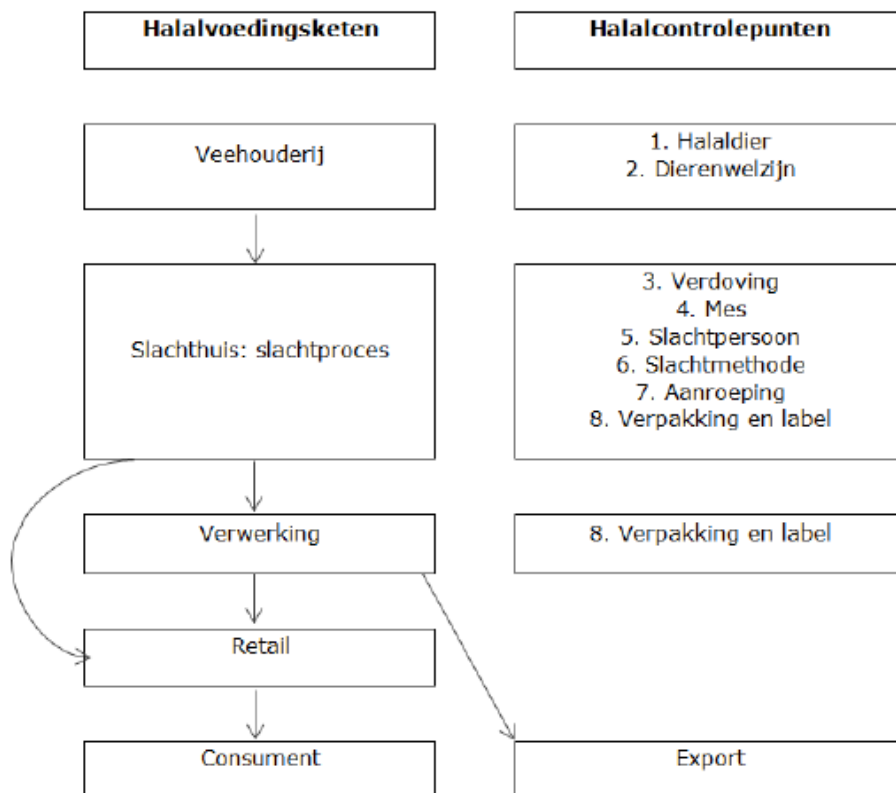 Halalvoedingsketen
Halalcontrolepunten
Veehouderij
1. Halaldier
2. Dierenwelzijn
Slachthuis: slachtproces
3. Verdoving
4. Mes
5. Slachtpersoon
6. Slachtmethode
7. Aanroeping
8. Verpakking en label
Verwerking
8. Verpakking en label
Retail
Consument
Export